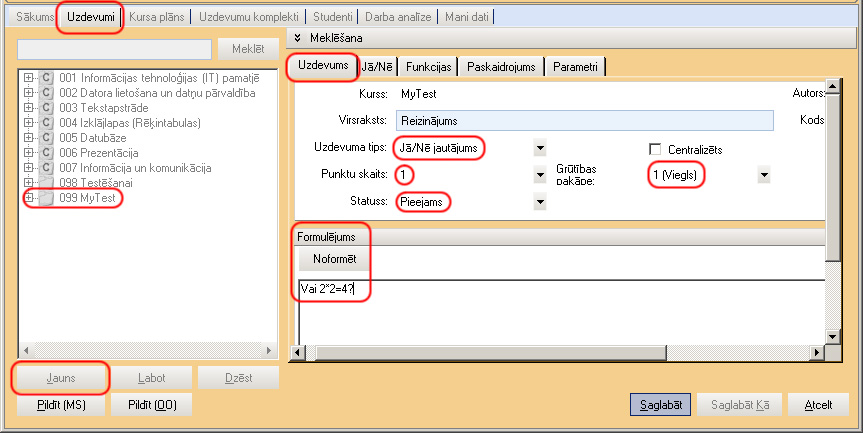 Sākums Uzdevumi Kursa plāns Uzdevumu komplekti Studenti Darba analīze Mani dati
Meklēt
001 Informācijas tehnoloģijas (IT) pamatjē
002 Datora lietošana un datņu pārvaldība
003 Tekstapstrāde
004 Izklājlapas (Rēķintabulas)
005 Datubāze
006 Prezentācija
007 Informācija un komunikācija
098 Testēšanai
099 MyTest
Jauns Labot Dzēst
Pildīt (MS) Pildīt (OO)
Meklēšana
Uzdevums Jā/Nē Funkcijas Paskaidrojums Parametri
Kurss: MyTest Autors:
Virsraksts: Reizinājums Kods
Uzdevuma tips: Jā/Nē jautājums Centralizēts
Punktu skaits: 1 Grūtības pakāpe: 1 (Viegls)
Statuss: Pieejams
Formulējums
Noformēt
Vai 2*2=4?
Saglabāt Saglabāt Kā Atcelt